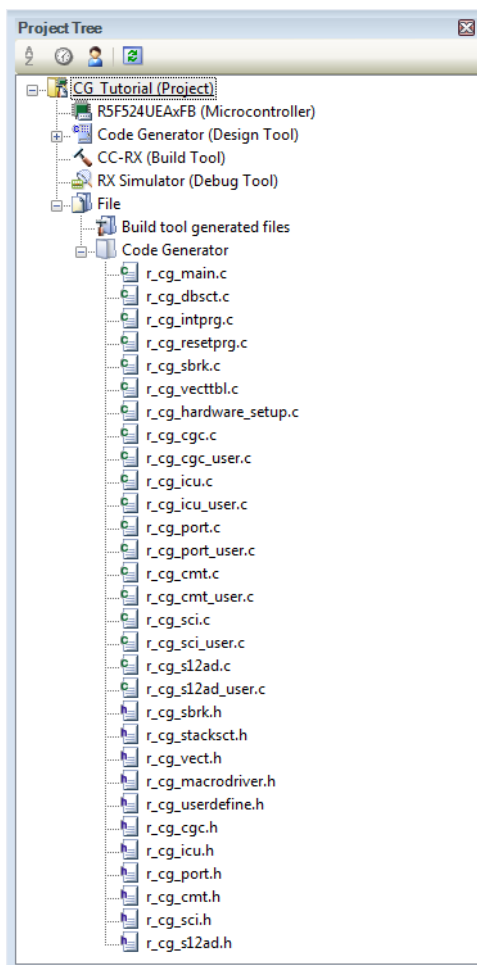 Project Tree
CG_Tutorial (Project)
R5F524UEAxFB (Microcontroller)
Code Generator (Design Tool)
CC-RX (Build Tool)
RX Simulator (Debug Tool)
File
Build tool generated files
Code Generator
r_cg_main.c
r_cg_dbsct.c
r_cg_intprg.c
r_cg_resetprg.c
r_cg_sbrk.c
r_cg_vecttbl.c
r_cg_hardware_setup.c
r_cg_cgc.c
r_cg_cgc_user.c
r_cg_icu.c
r_cg_icu_user.c
r_cg_port.c
r_cg_port_user.c
r_cg_cmt.c
r_cg_cmt_user.c
r_cg_sci.c
r_cg_sci_user.c
r_cg_s12ad.c
r_cg_s12ad_user.c
r_cg_sbrk.h
r_cg_stacksct.h
r_cg_vect.h
r_cg_macrodriver.h
r_cg_userdefine.h
r_cg_cgc.h
r_cg_icu.h
r_cg_port.h
r_cg_cmt.h
r_cg_sci.h
r_cg_s12ad.h